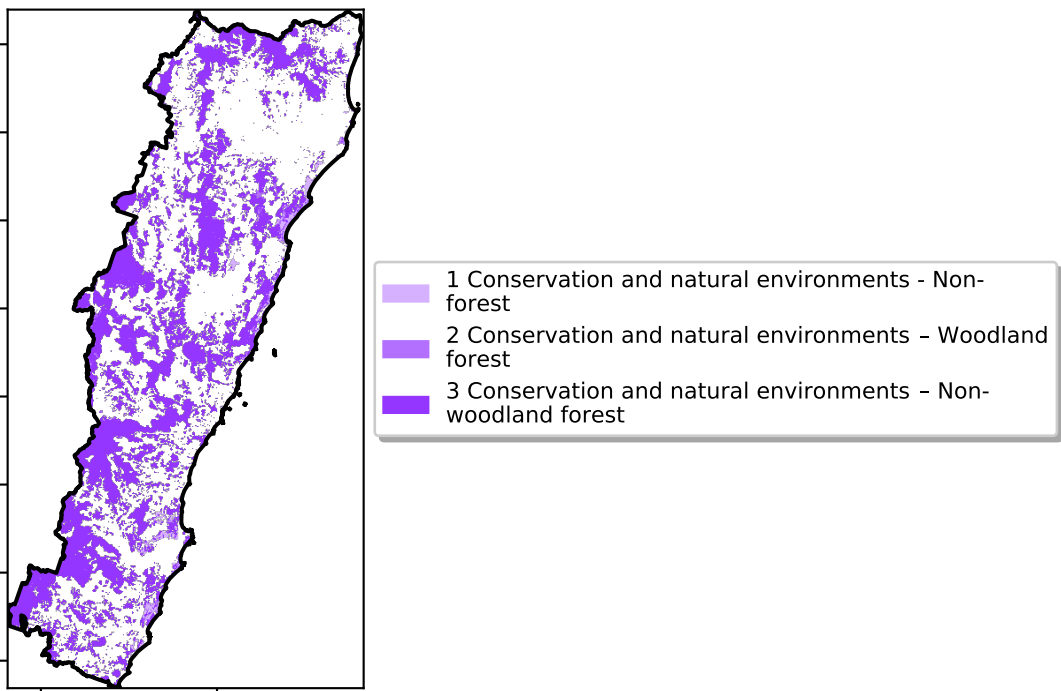 1 Conservation and natural environments - Non-
forest
2 Conservation and natural environments – Woodland
forest
3 Conservation and natural environments – Non-
woodland forest